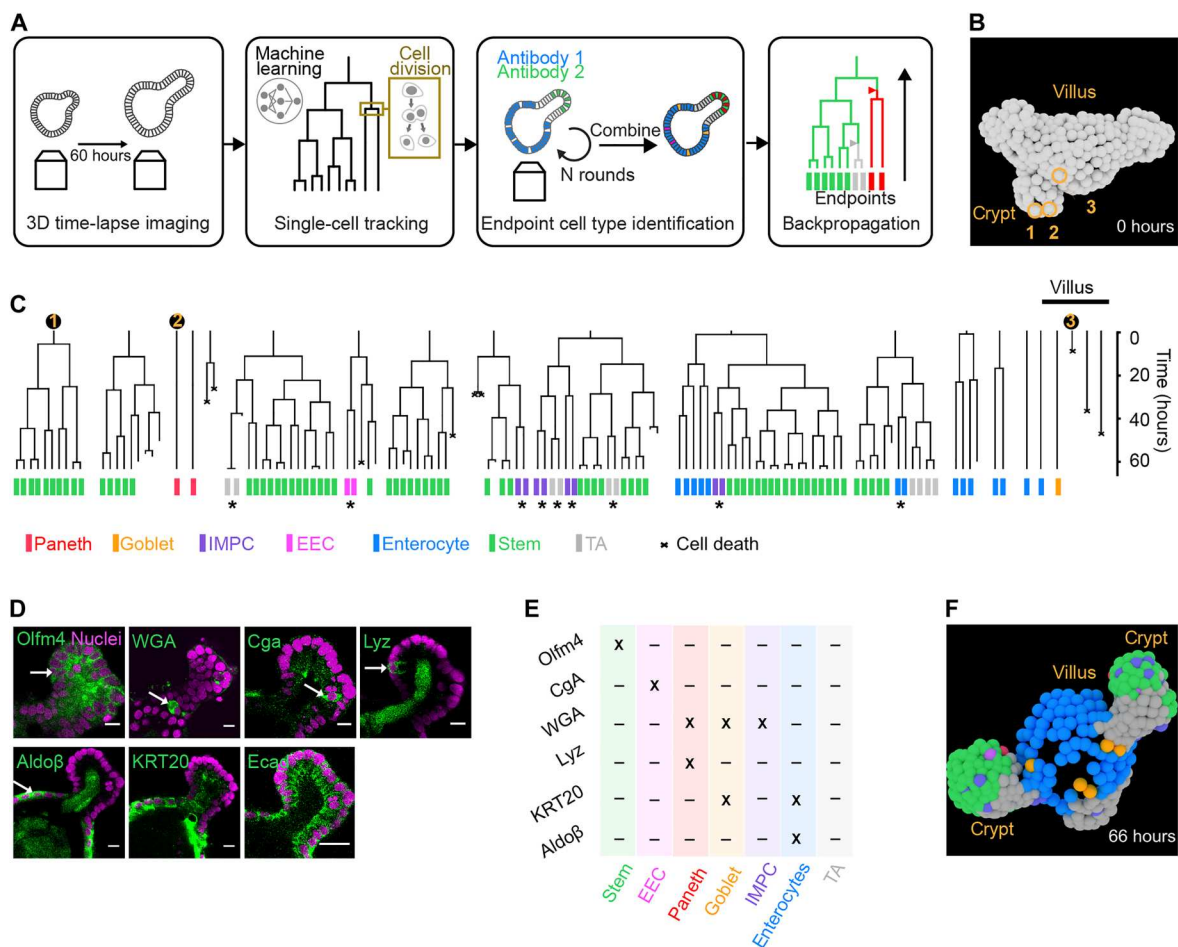 A
Machine
learning
Cell
division
Antibody 1
Antibody 2
60 hours
Combine
N rounds
Endpoints
3D time-lapse imaging
Single-cell tracking
Endpoint cell type identification
Backpropagation
B
Villus
Crypt
1
2
3
0 hours
C
Villus
1
2
3
0
20
40
60
Time (hours)
* * * * * * * * *
Paneth
Goblet
IMPC
EEC
Enterocyte
Stem
TA
× Cell death
D
Olfm4 Nuclei
WGA
Cga
Lyz
Aldoβ
KRT20
Ecad
E
Olfm4 X – – – – – –
CgA – X – – – – –
WGA – – X X X – –
Lyz – – X – – – –
KRT20 – – – X – X –
Aldoβ – – – – – X –
Stem
EEC
Paneth
Goblet
IMPC
Enterocytes
TA
F
Crypt
Villus
Crypt
66 hours